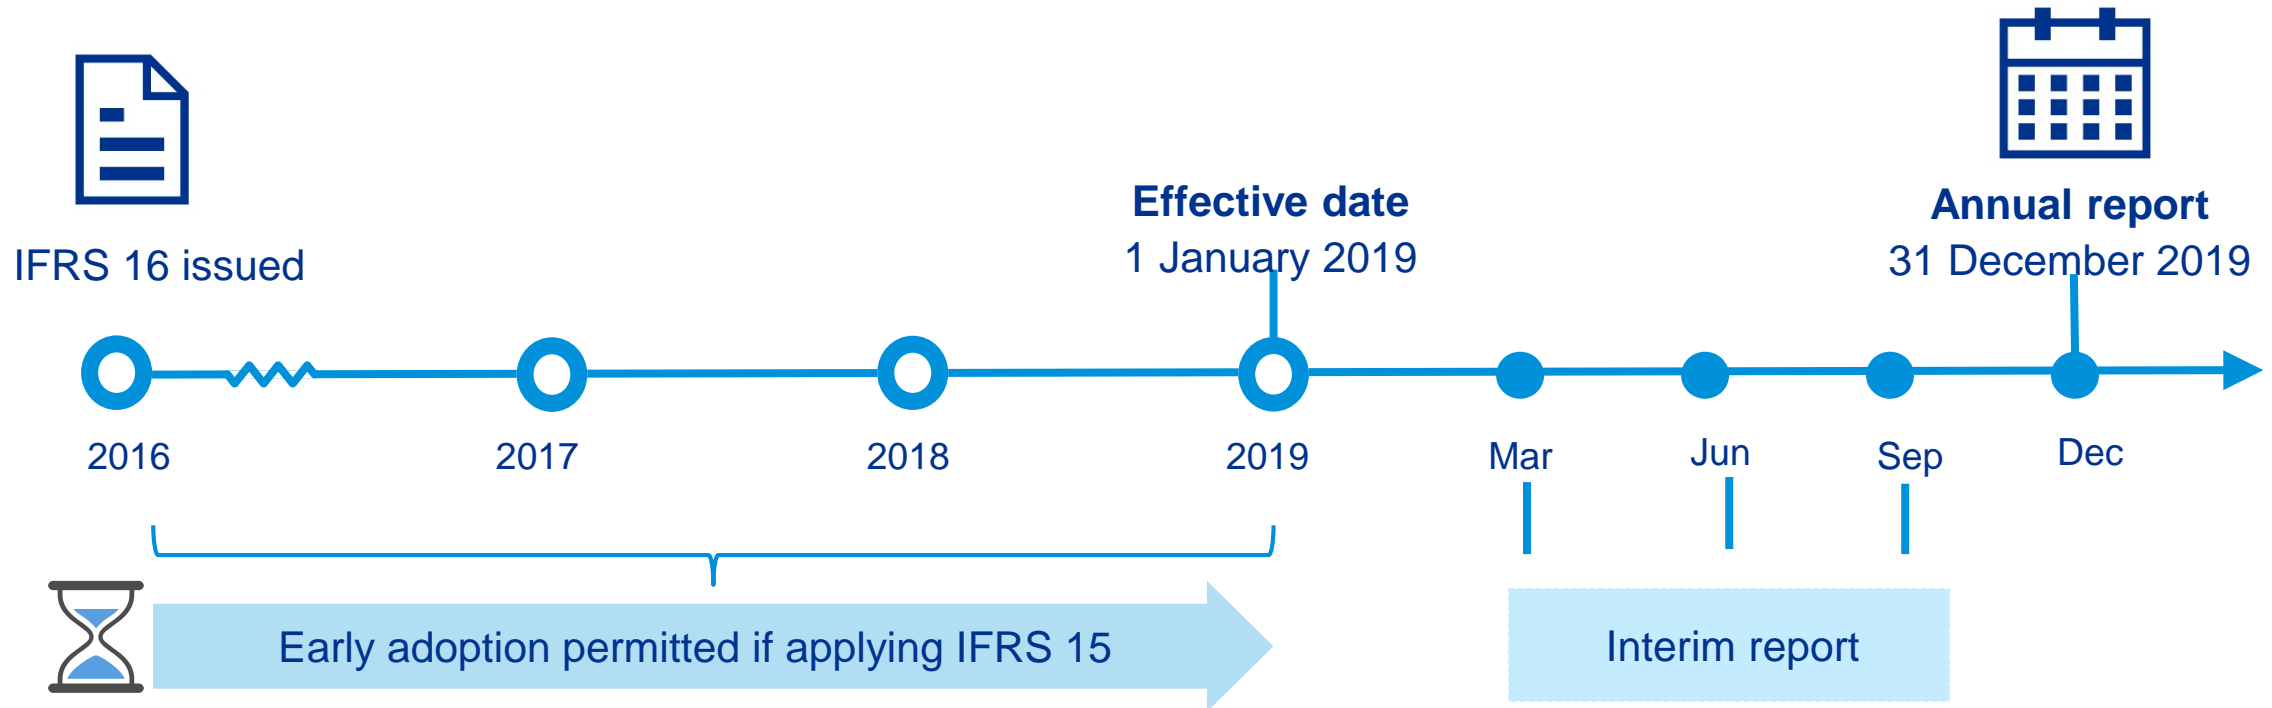 IFRS 16 issued
Effective date
1 January 2019
Annual report
31 December 2019
2016
2017
2018
2019
Mar
Jun
Sep
Dec
Early adoption permitted if applying IFRS 15
Interim report